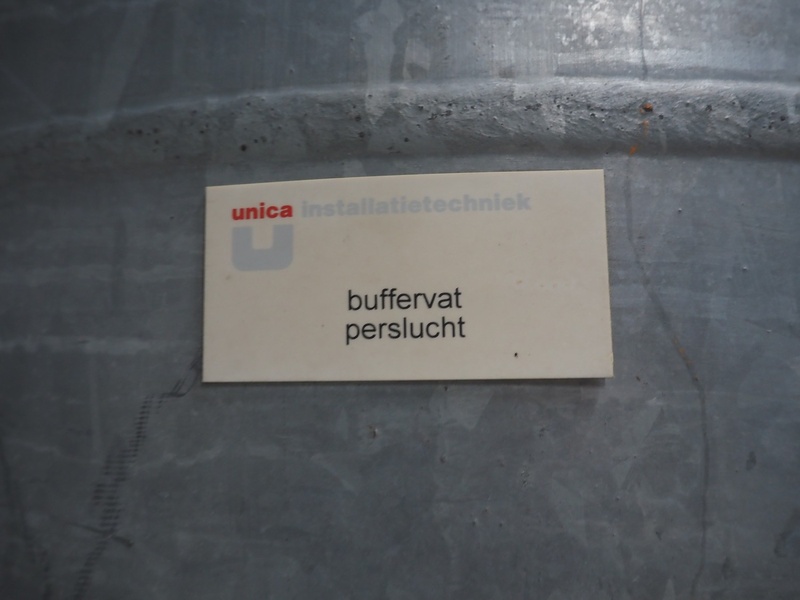 unica installatietechniek
buffervat
perslucht